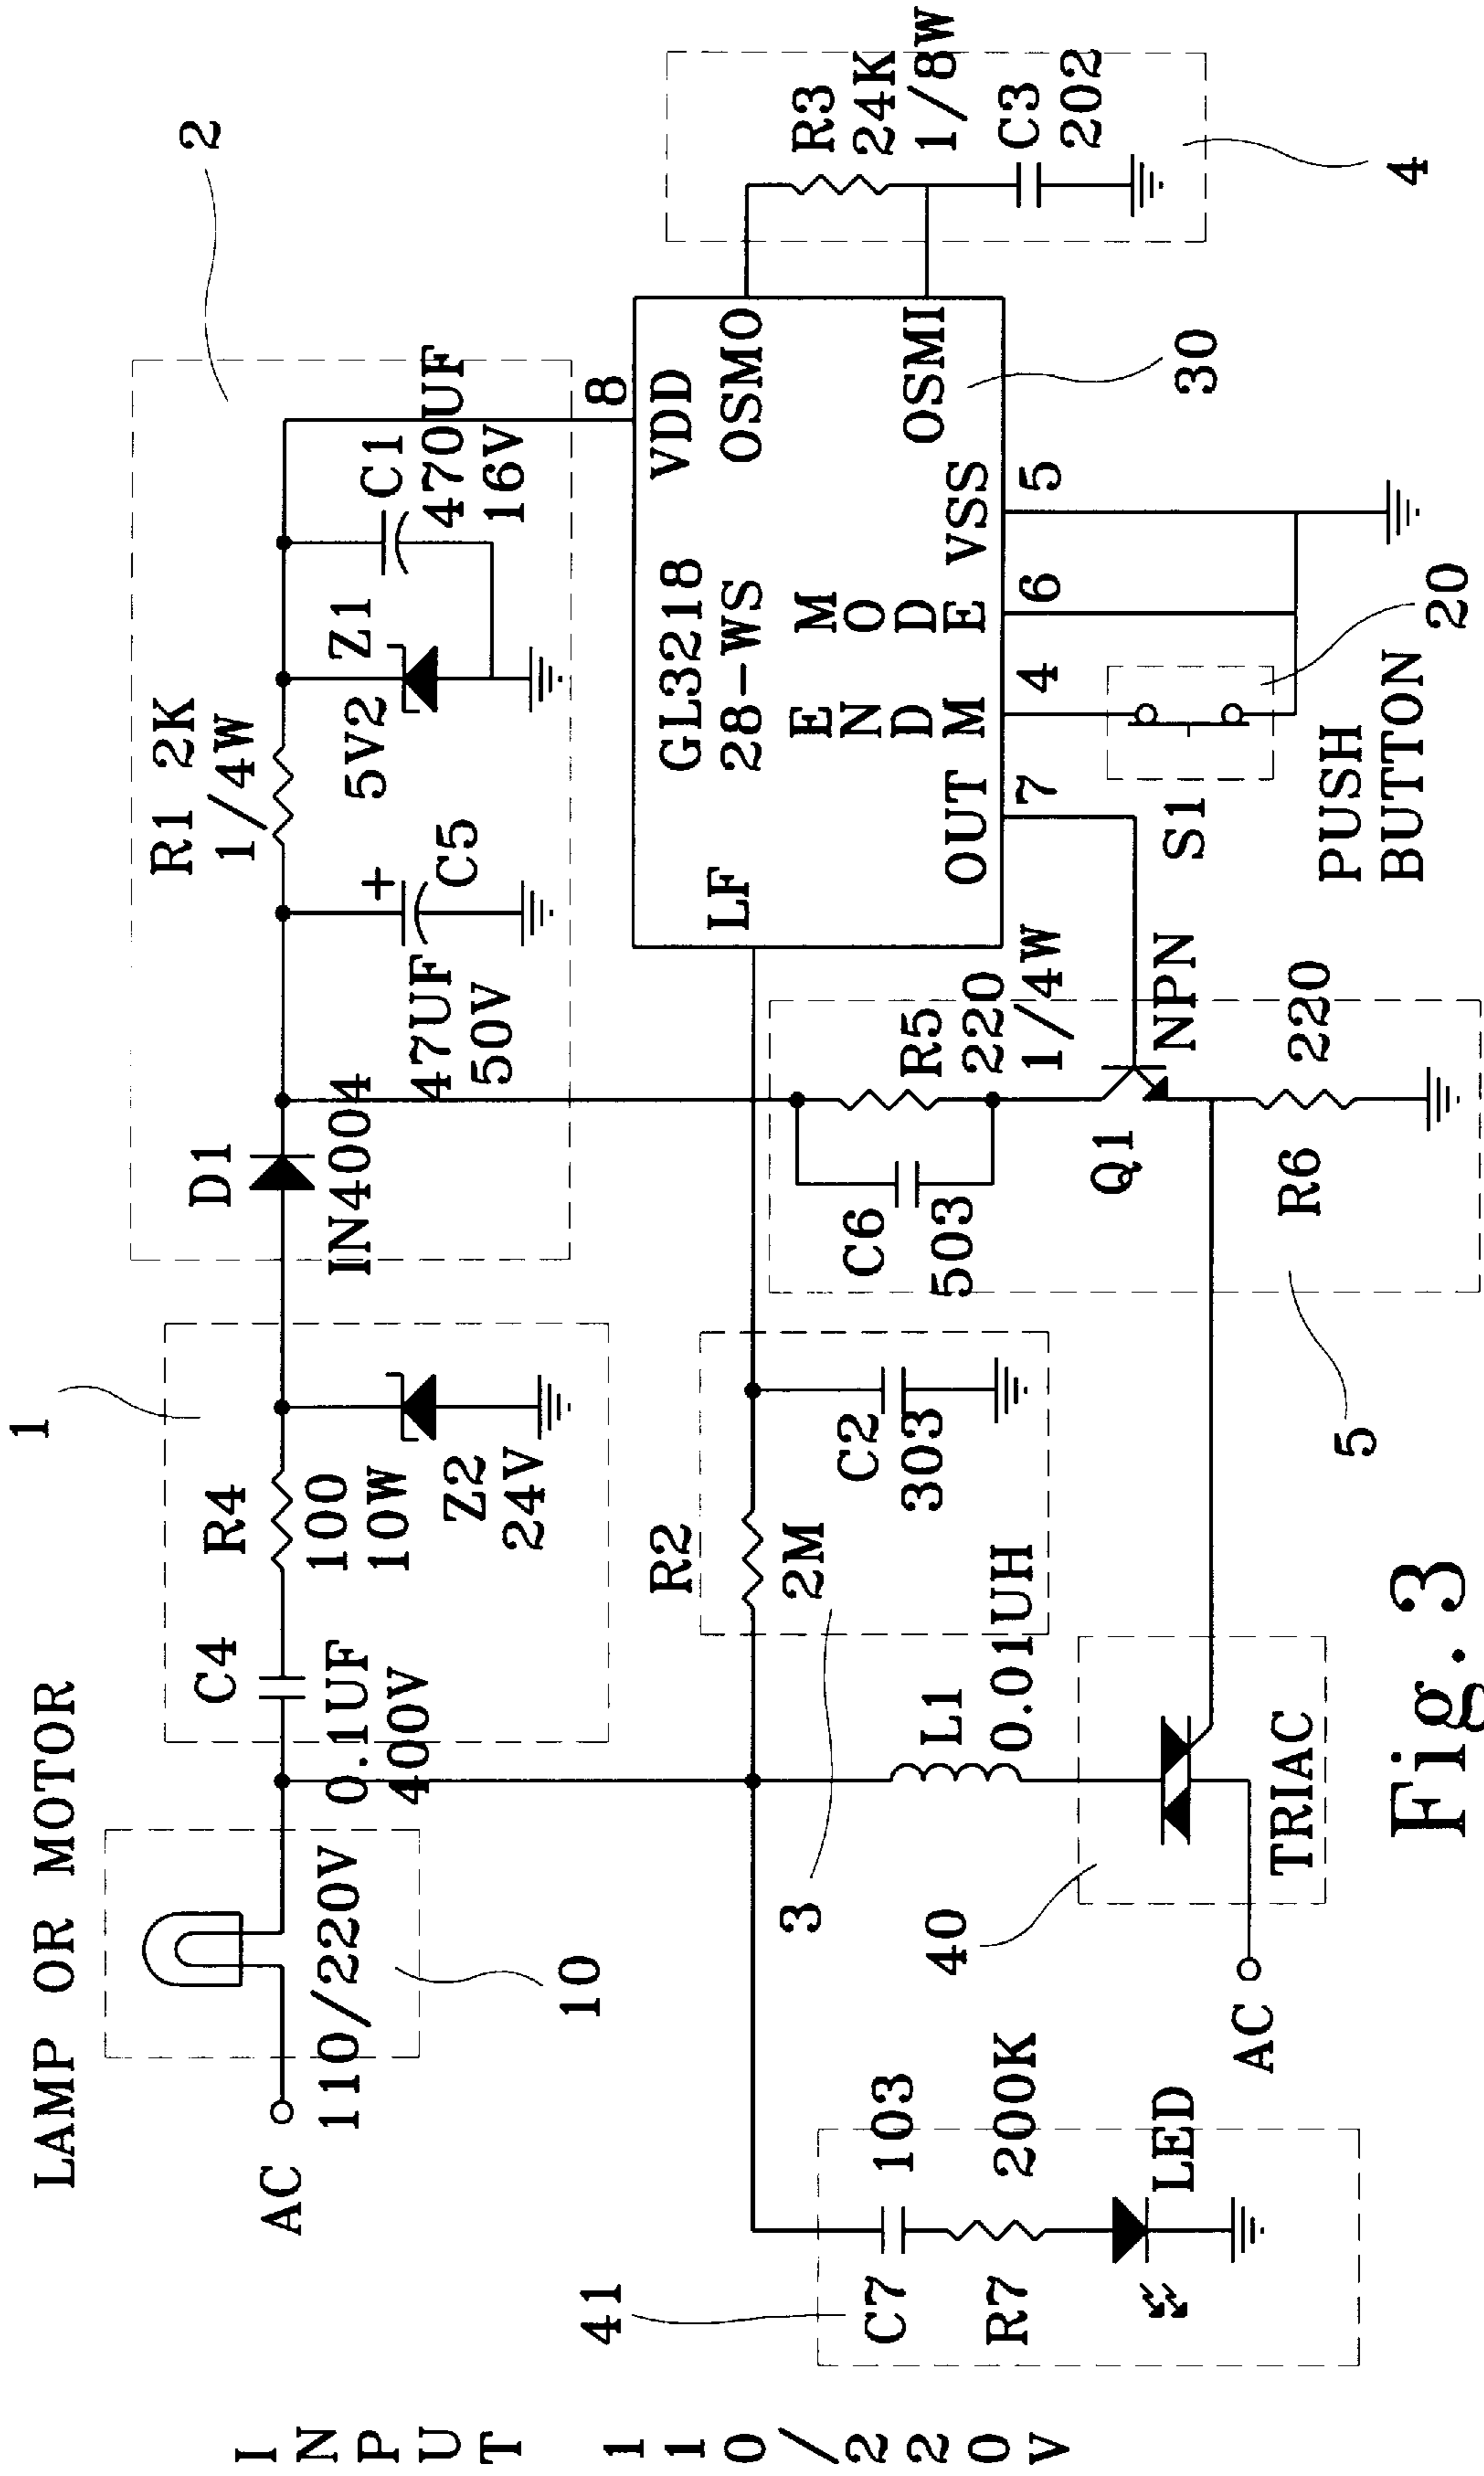 LAMP OR MOTOR
AC
110/220V
10
INPUT 110/220V
1
C4
0.1UF
400V
R4
100
10W
Z2
24V
2
D1
IN4004
47UF
50V
C5
+
R1 2K
1/4W
5V2
Z1
C1
470UF
16V
8
VDD
LF
GL3218
28-WS
OSMO
OSMI
OUT
ENDM
MODE
VSS
7
4
6
5
30
R3
24K
1/8W
C3
202
4
S1
PUSH
BUTTON
20
R2
2M
C2
303
3
L1
0.01UH
C6
503
R5
220
1/4W
Q1
NPN
R6
220
5
40
TRIAC
AC
41
C7
103
R7
200K
LED
Fig. 3